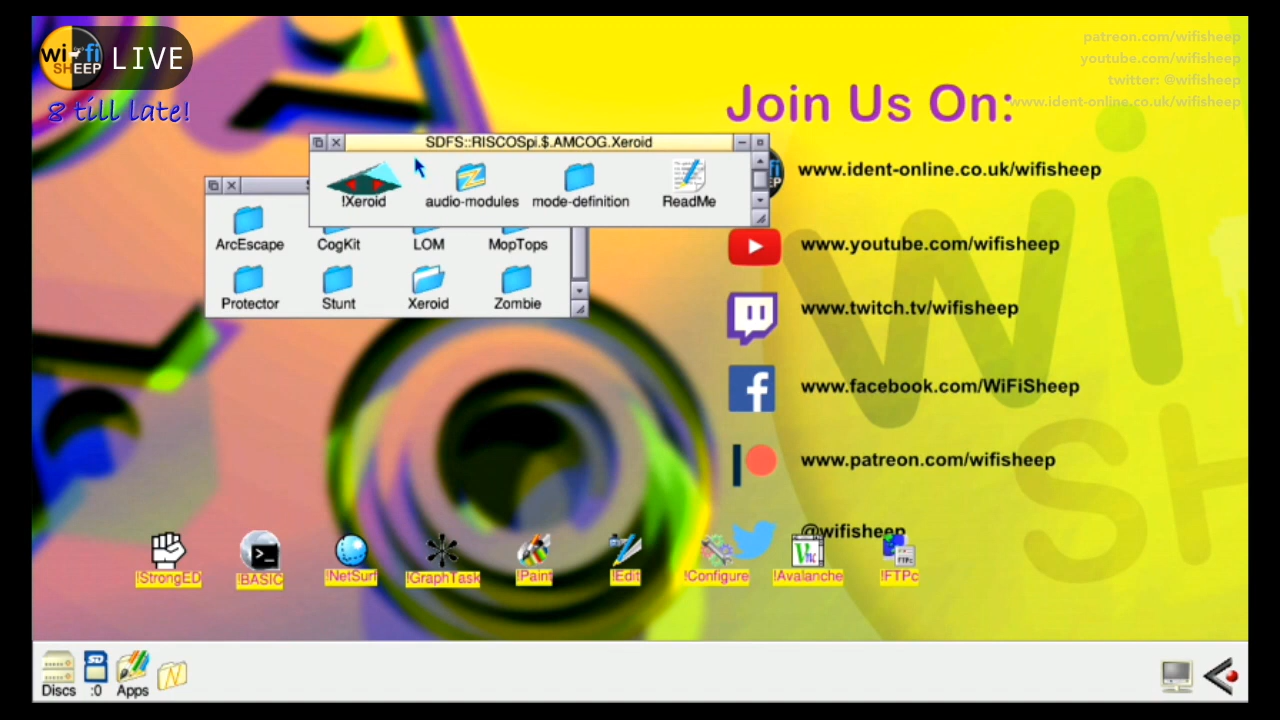 wi-fi
SHEEP
LIVE
8 till late!
patreon.com/wifisheep
youtube.com/wifisheep
twitter: @wifisheep
www.ident-online.co.uk/wifisheep
Join Us On:
SDFS::RISCOSpi.$.AMCOG.Xeroid
!Xeroid
audio-modules
mode-definition
ReadMe
ArcEscape
CogKit
LOM
MopTops
Protector
Stunt
Xeroid
Zombie
www.ident-online.co.uk/wifisheep
www.youtube.com/wifisheep
www.twitch.tv/wifisheep
www.facebook.com/WiFiSheep
www.patreon.com/wifisheep
@wifisheep
!StrongED
!BASIC
!NetSurf
!GraphTask
!Paint
!Edit
!Configure
!Avalanche
!FTPc
Discs
:0
Apps